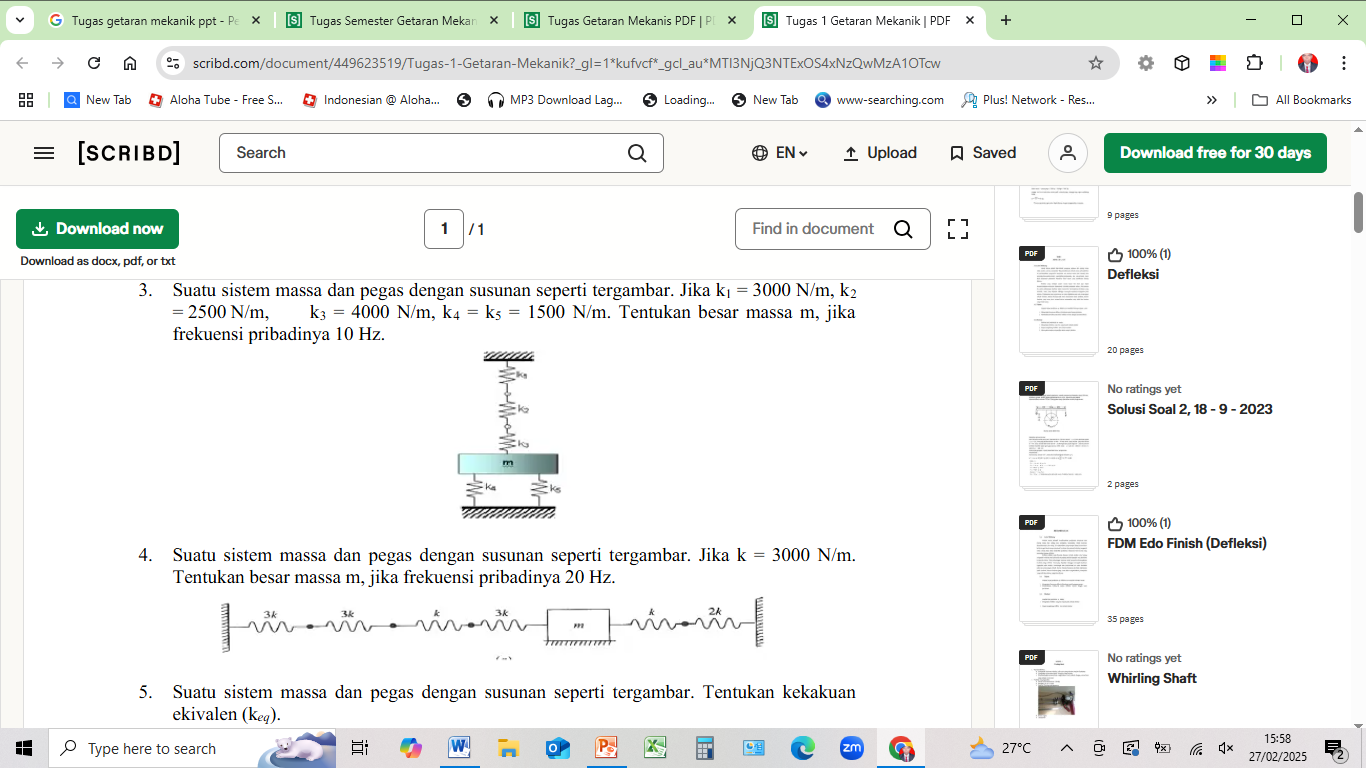 Tugas getaran mekanik ppt - Pe
Tugas Semester Getaran Mekan
Tugas Getaran Mekanis PDF | Pl
Tugas 1 Getaran Mekanik | PDF
scribd.com/document/449623519/Tugas-1-Getaran-Mekanik?_gl=1*kufvcf*_gcl_au*MTI3NjQ3NTExOS4xNzQwMzA1OTcw
New Tab
Aloha Tube - Free S...
Indonesian @ Aloha...
MP3 Download Lag...
Loading...
New Tab
www-searching.com
Plus! Network - Res...
All Bookmarks
[SCRIBD]
Search
EN
Upload
Saved
Download free for 30 days
Download now
Download as docx, pdf, or txt
1 / 1
Find in document
3. Suatu sistem massa dan pegas dengan susunan seperti tergambar. Jika k1 = 3000 N/m, k2
= 2500 N/m, k3 = 4000 N/m, k4 = k5 = 1500 N/m. Tentukan besar massa m, jika
frekuensi pribadinya 10 Hz.
k1
k2
k3
m
k4
k5
4. Suatu sistem massa dan pegas dengan susunan seperti tergambar. Jika k = 3000 N/m.
Tentukan besar massa m, jika frekuensi pribadinya 20 Hz.
3k
k
3k
m
k
2k
5. Suatu sistem massa dan pegas dengan susunan seperti tergambar. Tentukan kekakuan
ekivalen (keq).
9 pages
PDF
100% (1)
Defleksi
20 pages
PDF
No ratings yet
Solusi Soal 2, 18 - 9 - 2023
2 pages
PDF
100% (1)
FDM Edo Finish (Defleksi)
35 pages
PDF
No ratings yet
Whirling Shaft
Type here to search
zm
27°C
15:58
27/02/2025
2